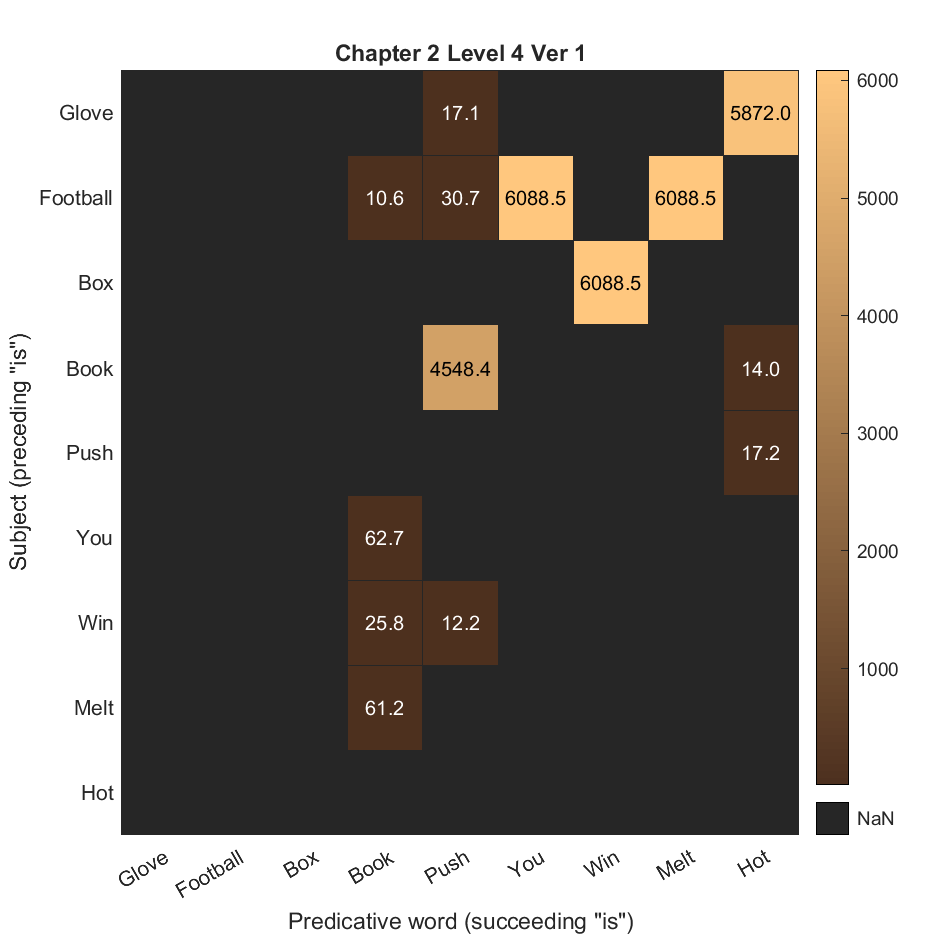 Chapter 2 Level 4 Ver 1
Subject (preceding "is")
Glove 17.1 5872.0
Football 10.6 30.7 6088.5 6088.5
Box 6088.5
Book 4548.4 14.0
Push 17.2
You 62.7
Win 25.8 12.2
Melt 61.2
Hot
Glove Football Box Book Push You Win Melt Hot
Predicative word (succeeding "is")
6000
5000
4000
3000
2000
1000
NaN